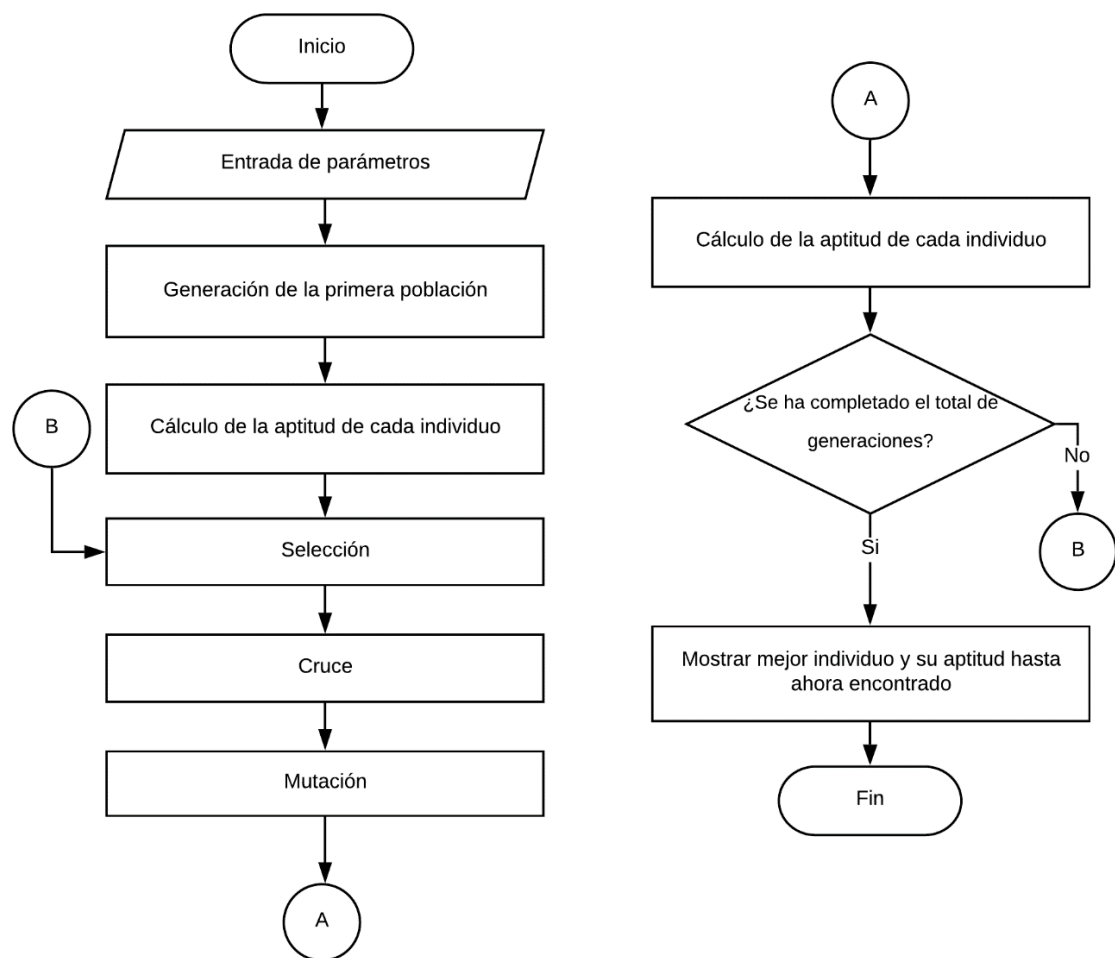 Inicio
Entrada de parámetros
Generación de la primera población
B
Cálculo de la aptitud de cada individuo
Selección
Cruce
Mutación
A
A
Cálculo de la aptitud de cada individuo
¿Se ha completado el total de
generaciones?
No
B
Si
Mostrar mejor individuo y su aptitud hasta
ahora encontrado
Fin